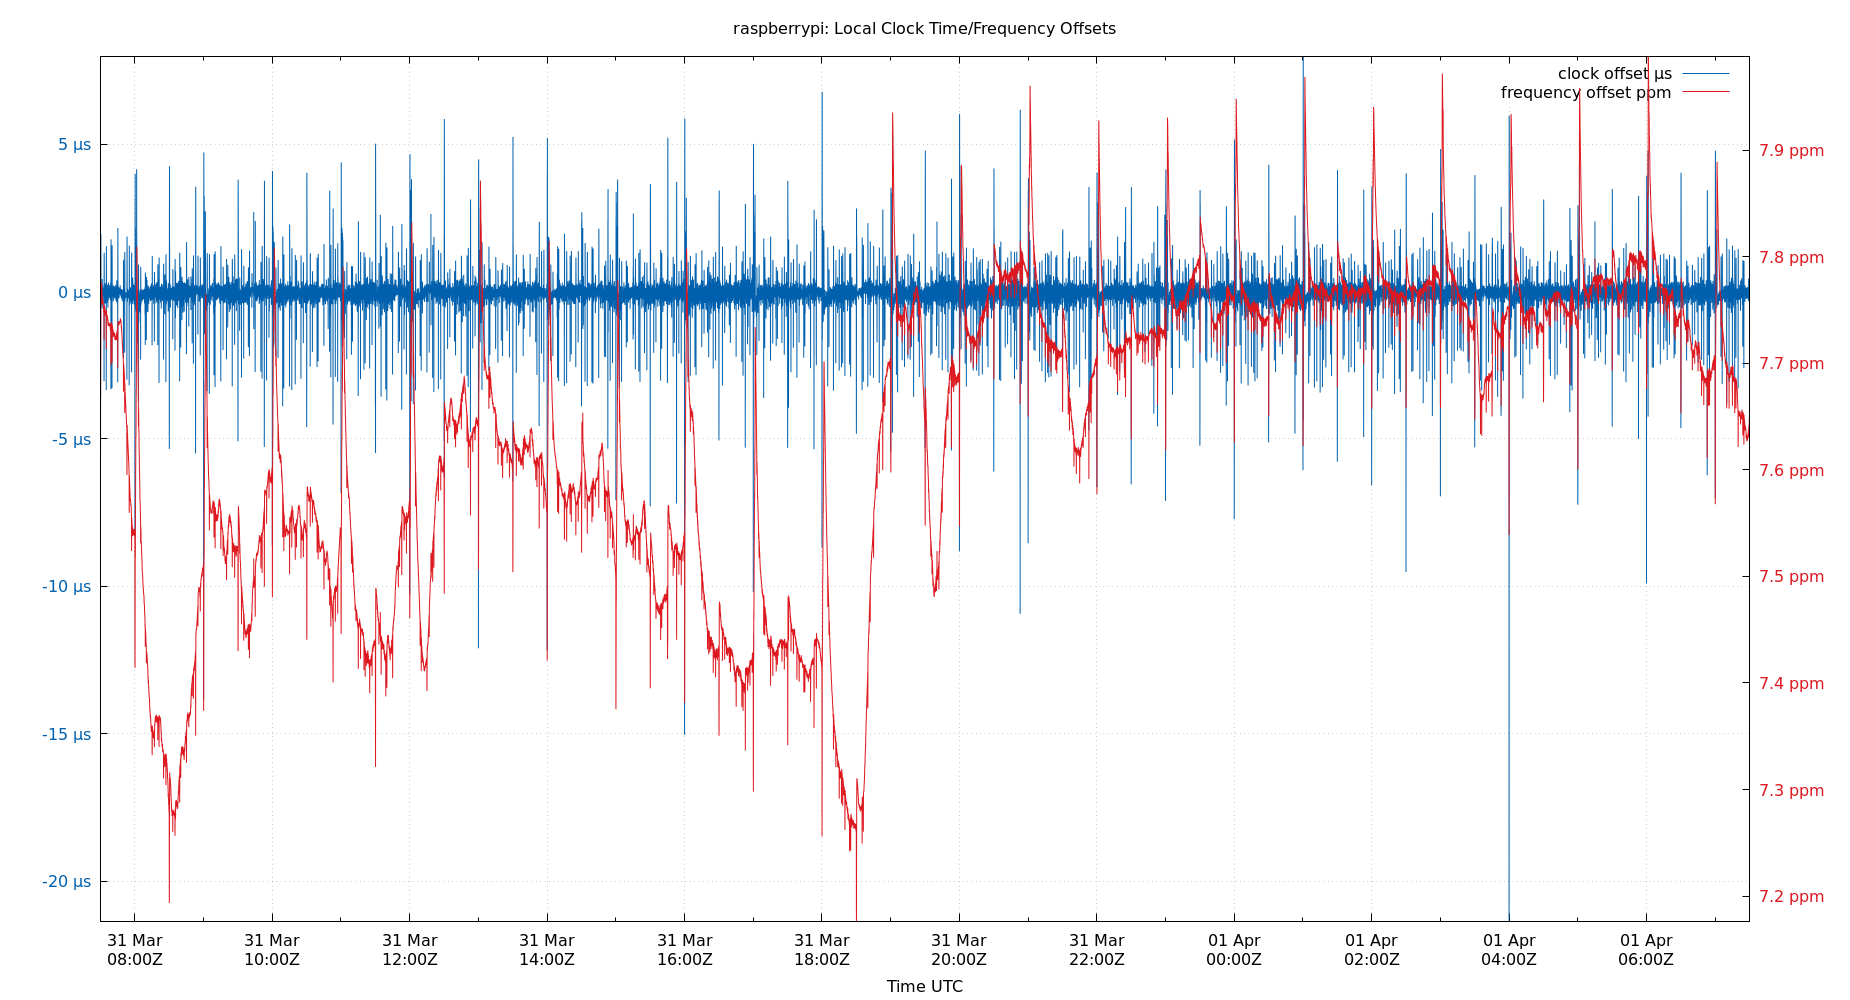 raspberrypi: Local Clock Time/Frequency Offsets
clock offset µs
frequency offset ppm
5 µs
0 µs
-5 µs
-10 µs
-15 µs
-20 µs
7.9 ppm
7.8 ppm
7.7 ppm
7.6 ppm
7.5 ppm
7.4 ppm
7.3 ppm
7.2 ppm
31 Mar 31 Mar 31 Mar 31 Mar 31 Mar 31 Mar 31 Mar 31 Mar 01 Apr 01 Apr 01 Apr 01 Apr
08:00Z 10:00Z 12:00Z 14:00Z 16:00Z 18:00Z 20:00Z 22:00Z 00:00Z 02:00Z 04:00Z 06:00Z
Time UTC